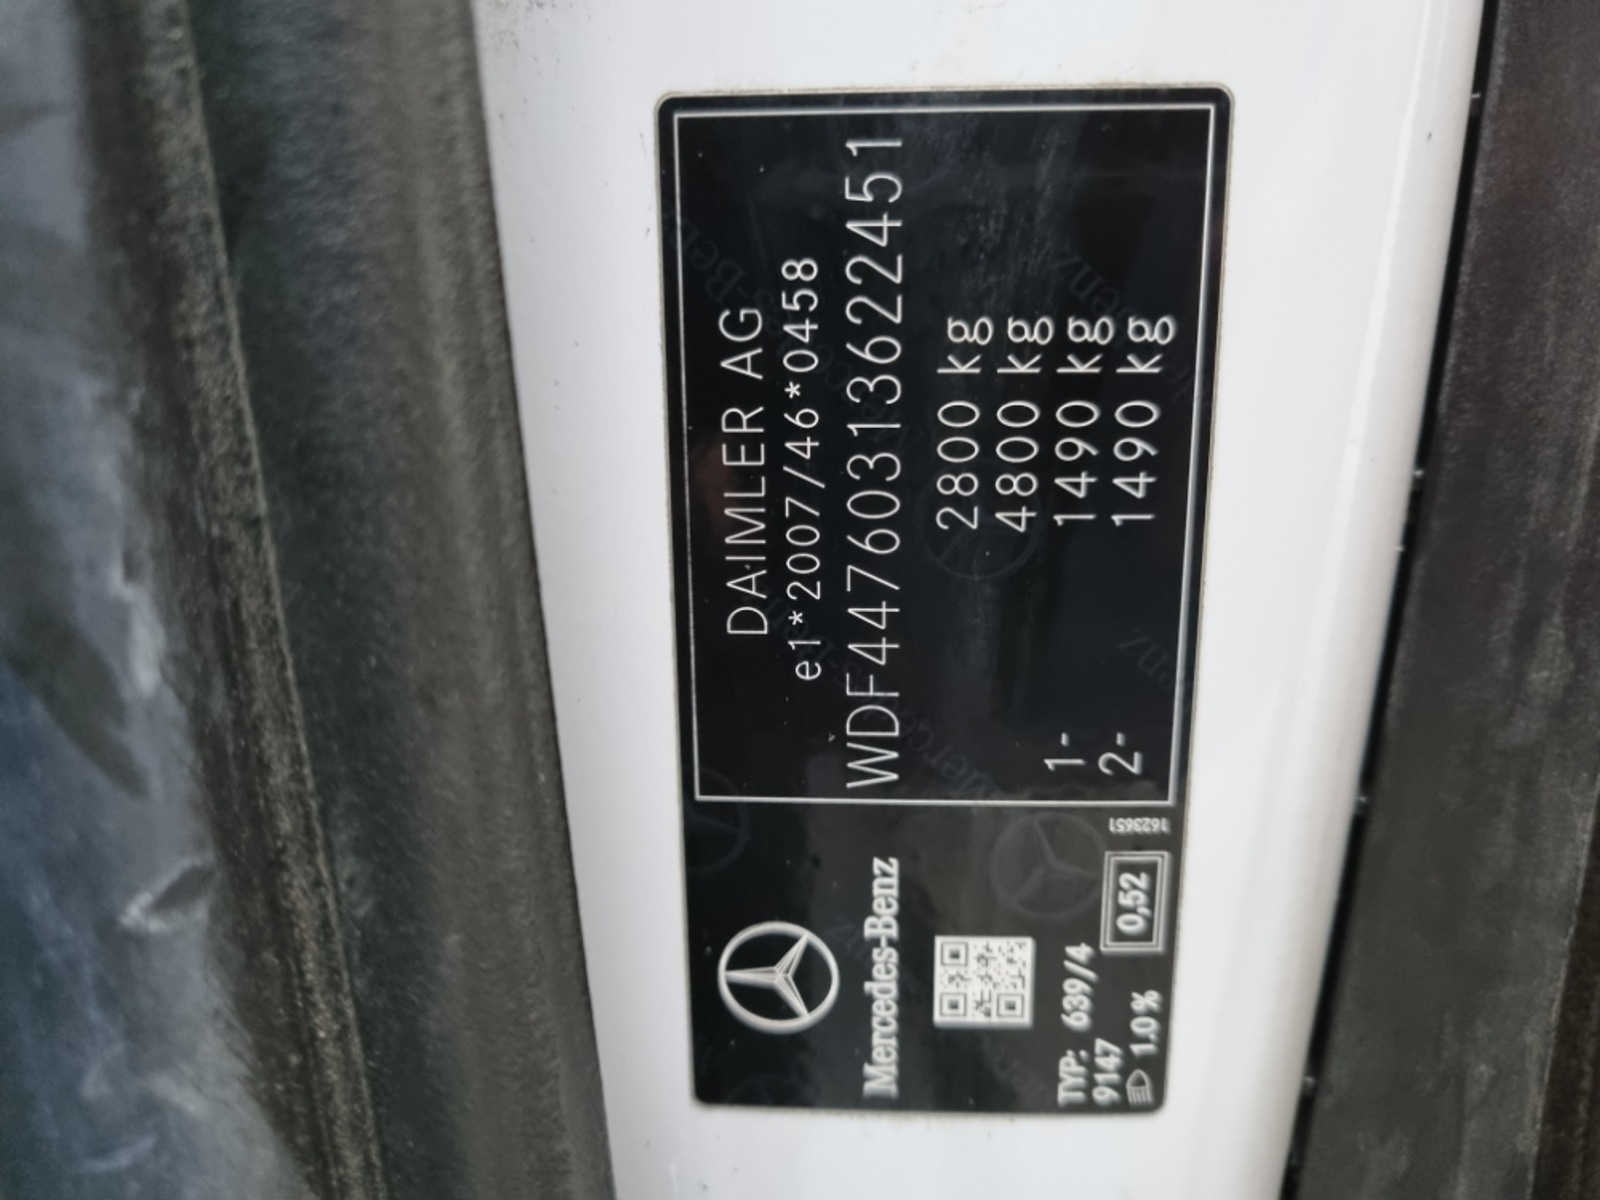 DAIMLER AG
e1*2007/46*0458
WDF44760313622451
2800 kg
4800 kg
1- 1490 kg
2- 1490 kg
Mercedes-Benz
TYP: 639/4
9147
1.0%
0,52
1623651